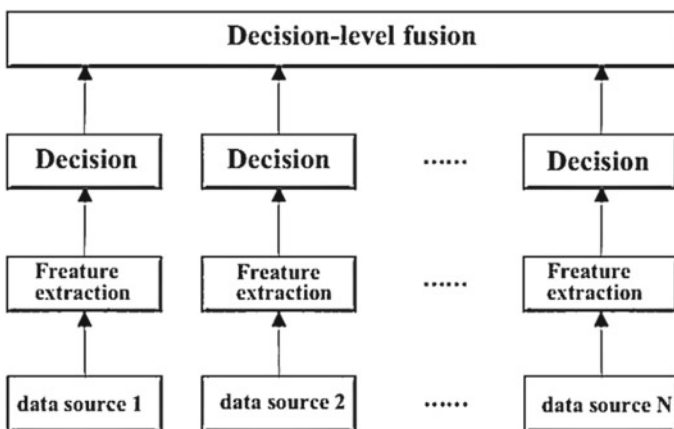 Decision-level fusion
Decision Decision ...... Decision
Freature Freature Freature
extraction extraction ...... extraction
data source 1 data source 2 ...... data source N